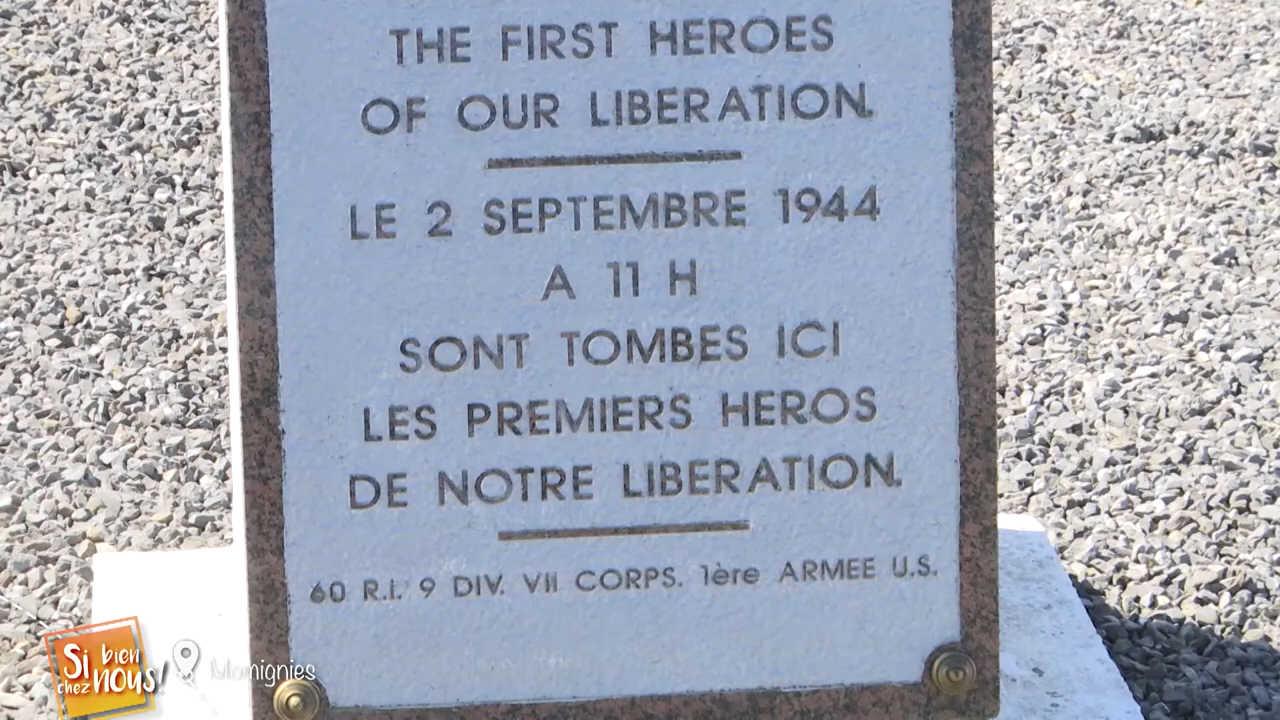 THE FIRST HEROES
OF OUR LIBERATION.
LE 2 SEPTEMBRE 1944
A 11 H
SONT TOMBES ICI
LES PREMIERS HEROS
DE NOTRE LIBERATION.
60 R.I. 9 DIV. VII CORPS. 1ère ARMEE U.S.
Si bien
chez nous!
Momignies